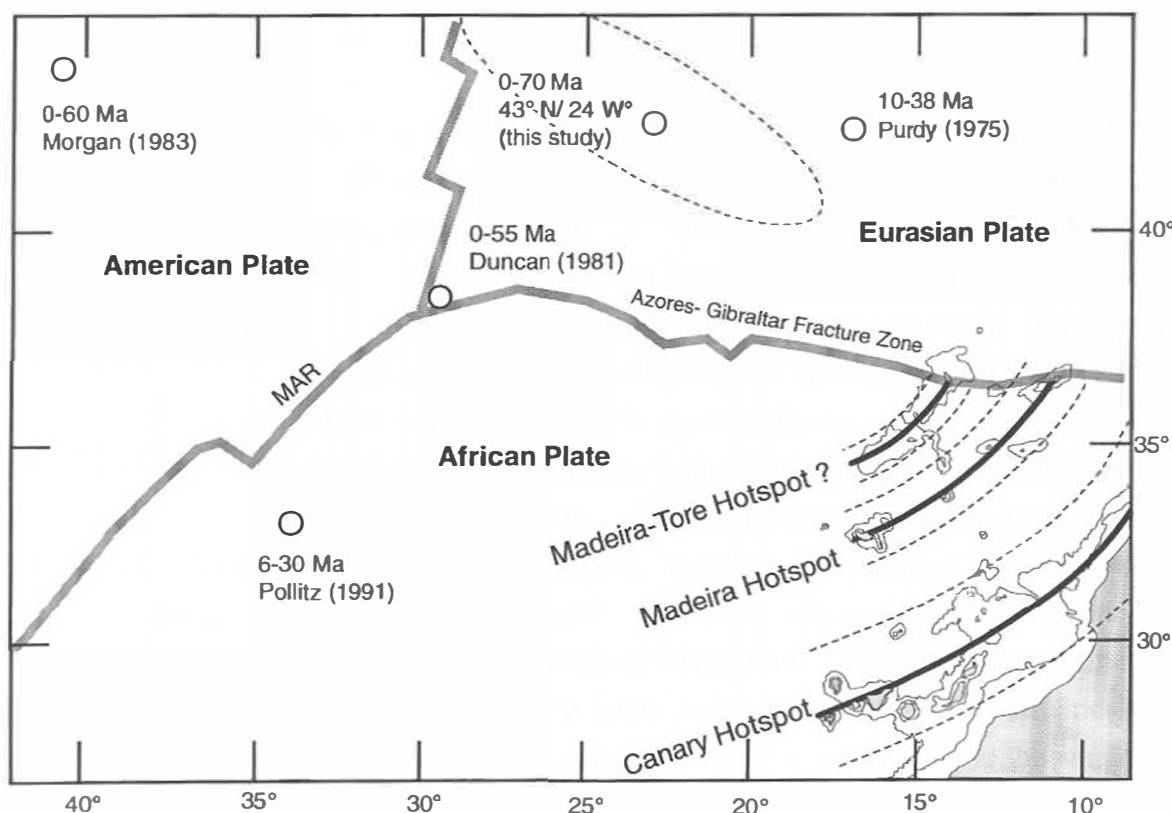 0-60 Ma
Morgan (1983)
0-70 Ma
43° N/ 24 W°
(this study)
10-38 Ma
Purdy (1975)
American Plate
0-55 Ma
Duncan (1981)
Eurasian Plate
40°
Azores- Gibraltar Fracture Zone
MAR
African Plate
35°
Madeira-Tore Hotspot ?
6-30 Ma
Pollitz (1991)
Madeira Hotspot
30°
Canary Hotspot
40°
35°
30°
25°
20°
15°
10°